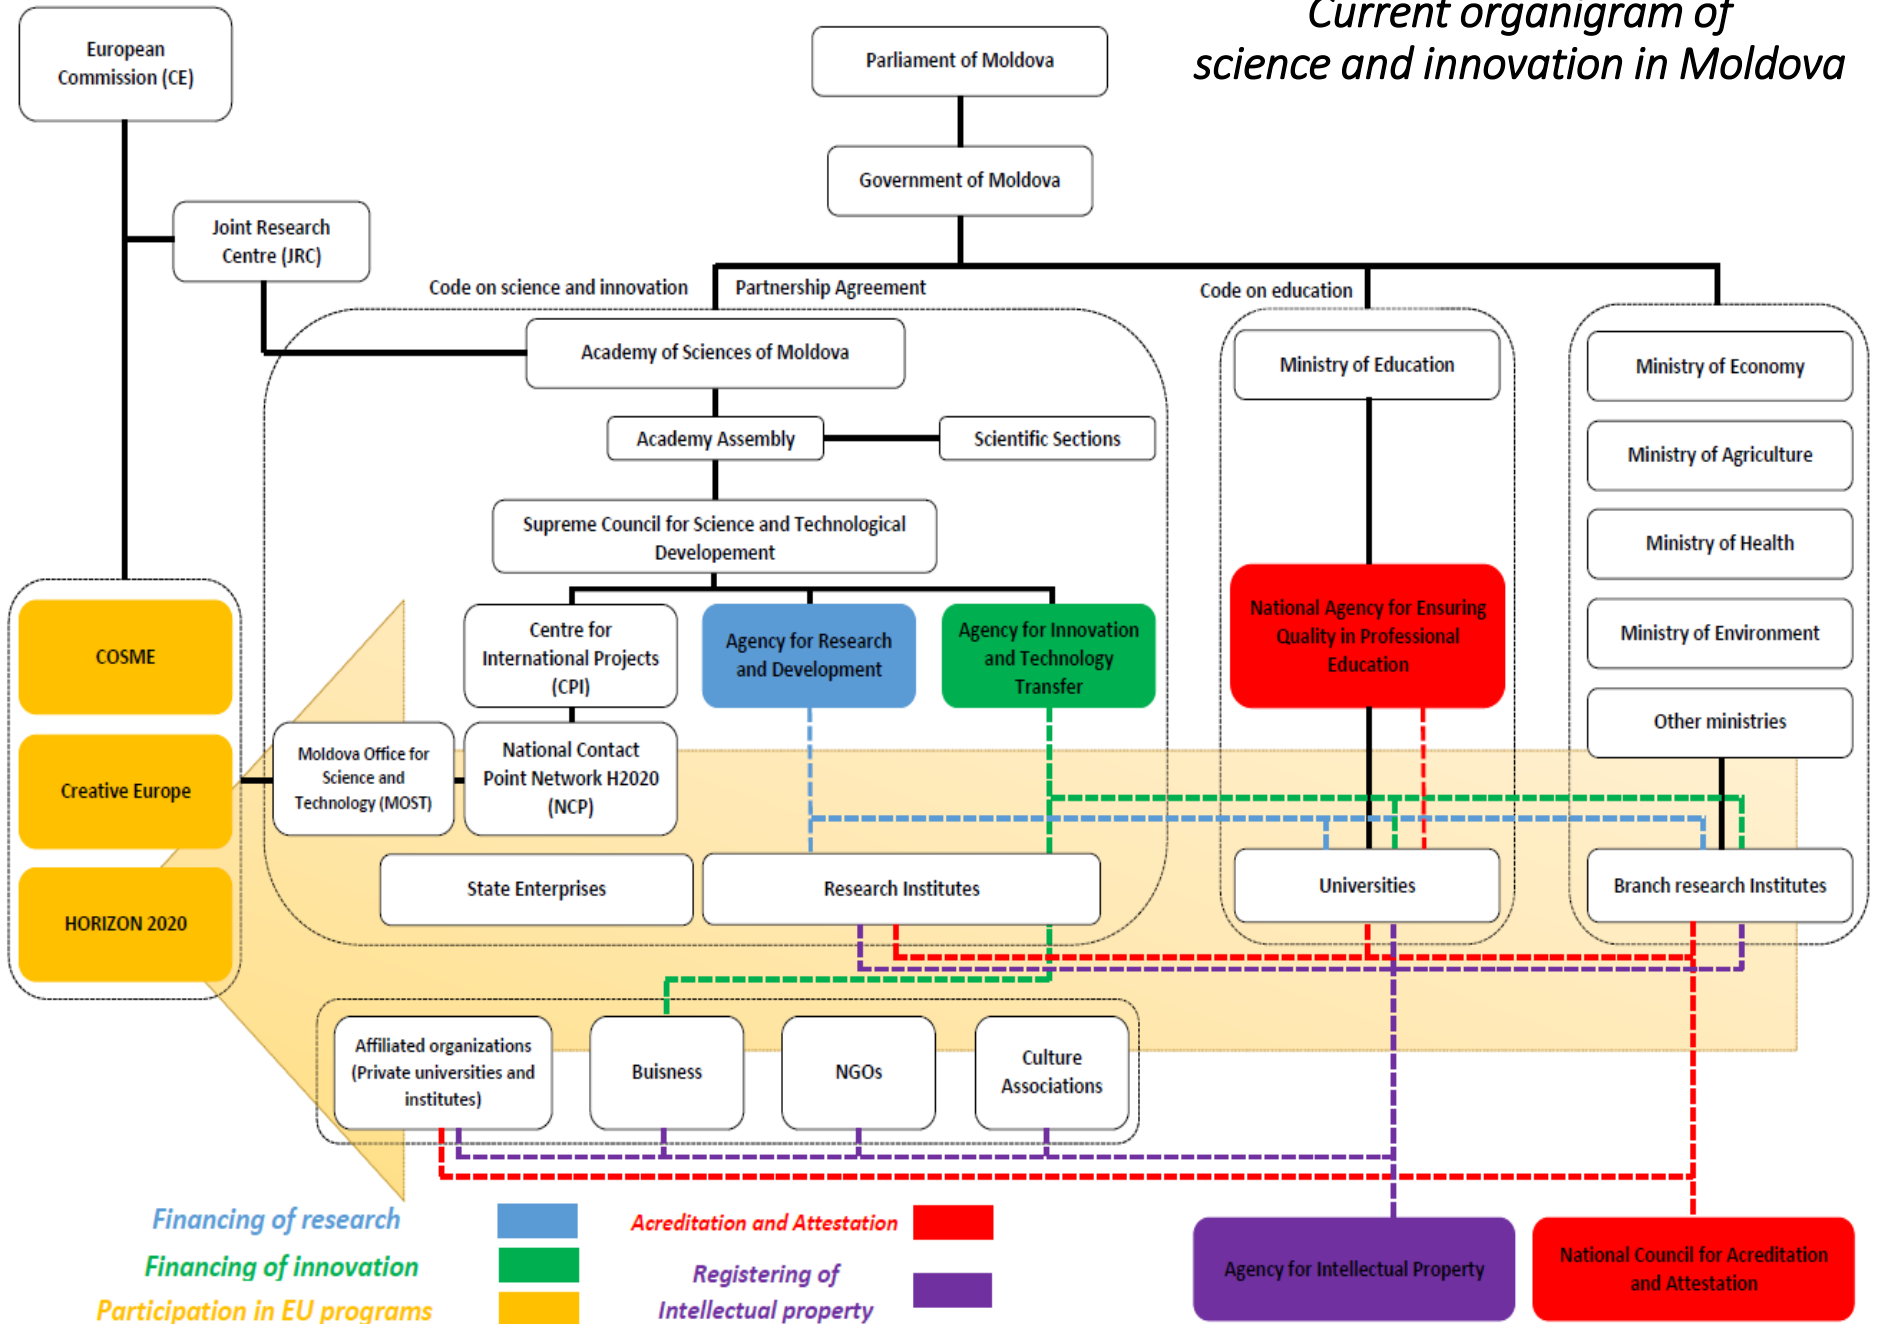 Current organigram of
science and innovation in Moldova
European
Commission (CE)
Parliament of Moldova
Government of Moldova
Joint Research
Centre (JRC)
Code on science and innovation
Partnership Agreement
Code on education
Academy of Sciences of Moldova
Ministry of Education
Ministry of Economy
Academy Assembly
Scientific Sections
Ministry of Agriculture
Supreme Council for Science and Technological
Developement
Ministry of Health
COSME
Centre for
International Projects
(CPI)
Agency for Research
and Development
Agency for Innovation
and Technology
Transfer
National Agency for Ensuring
Quality in Professional
Education
Ministry of Environment
Other ministries
Creative Europe
Moldova Office for
Science and
Technology (MOST)
National Contact
Point Network H2020
(NCP)
HORIZON 2020
State Enterprises
Research Institutes
Universities
Branch research Institutes
Affiliated organizations
(Private universities and
institutes)
Buisness
NGOs
Culture
Associations
Financing of research
Financing of innovation
Participation in EU programs
Acreditation and Attestation
Registering of
Intellectual property
Agency for Intellectual Property
National Council for Acreditation
and Attestation